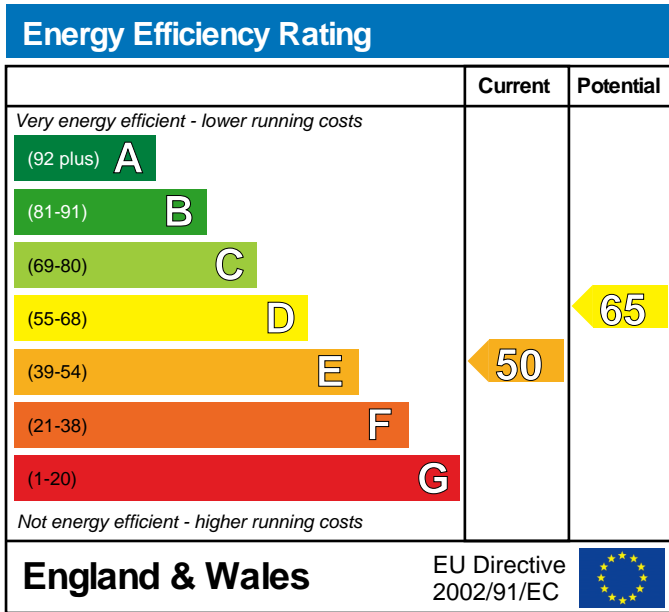 Energy Efficiency Rating
Current Potential
Very energy efficient - lower running costs
(92 plus) A
(81-91) B
(69-80) C
(55-68) D
65
(39-54) E
50
(21-38) F
(1-20) G
Not energy efficient - higher running costs
England & Wales
EU Directive
2002/91/EC